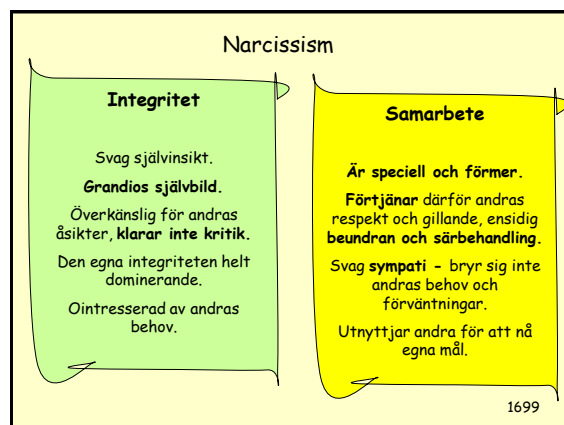 Narcissism
Integritet
Svag självinsikt.
Grandios självbild.
Överkänslig för andras
åsikter, klarar inte kritik.
Den egna integriteten helt
dominerande.
Ointresserad av andras
behov.
Samarbete
Är speciell och förmer.
Förtjänar därför andras
respekt och gillande, ensidig
beundran och särbehandling.
Svag sympati - bryr sig inte
andras behov och
förväntningar.
Utnyttjar andra för att nå
egna mål.
1699